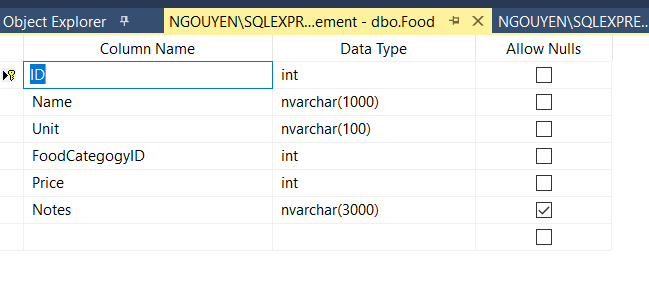 Object Explorer NGOUYEN\SQLEXPR...ement - dbo.Food NGOUYEN\SQLEXPRE...
Column Name Data Type Allow Nulls
ID int
Name nvarchar(1000)
Unit nvarchar(100)
FoodCategogyID int
Price int
Notes nvarchar(3000)